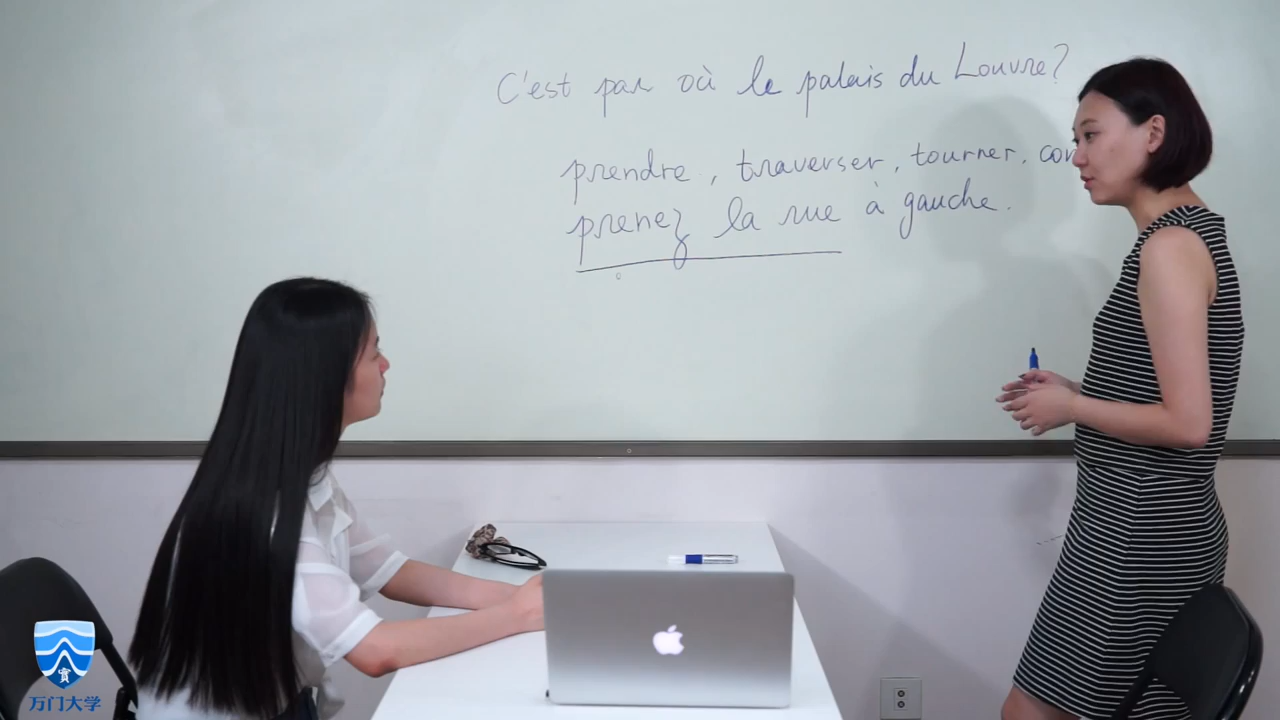 C'est par où le palais du Louvre?
prendre, traverser, tourner, con
prenez la rue à gauche.
万门大学